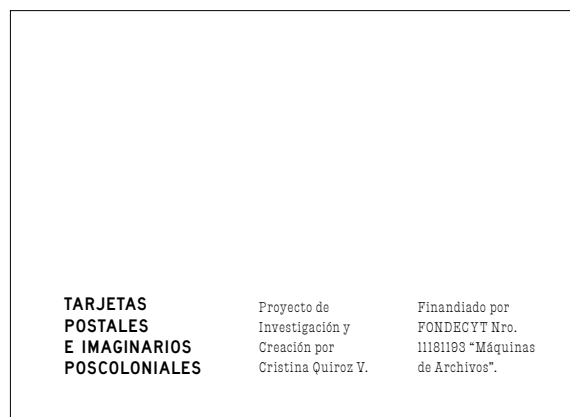 TARJETAS
POSTALES
E IMAGINARIOS
POSCOLONIALES
Proyecto de
Investigación y
Creación por
Cristina Quiroz V.
Finandiado por
FONDECYT Nro.
11181193 “Máquinas
de Archivos”.